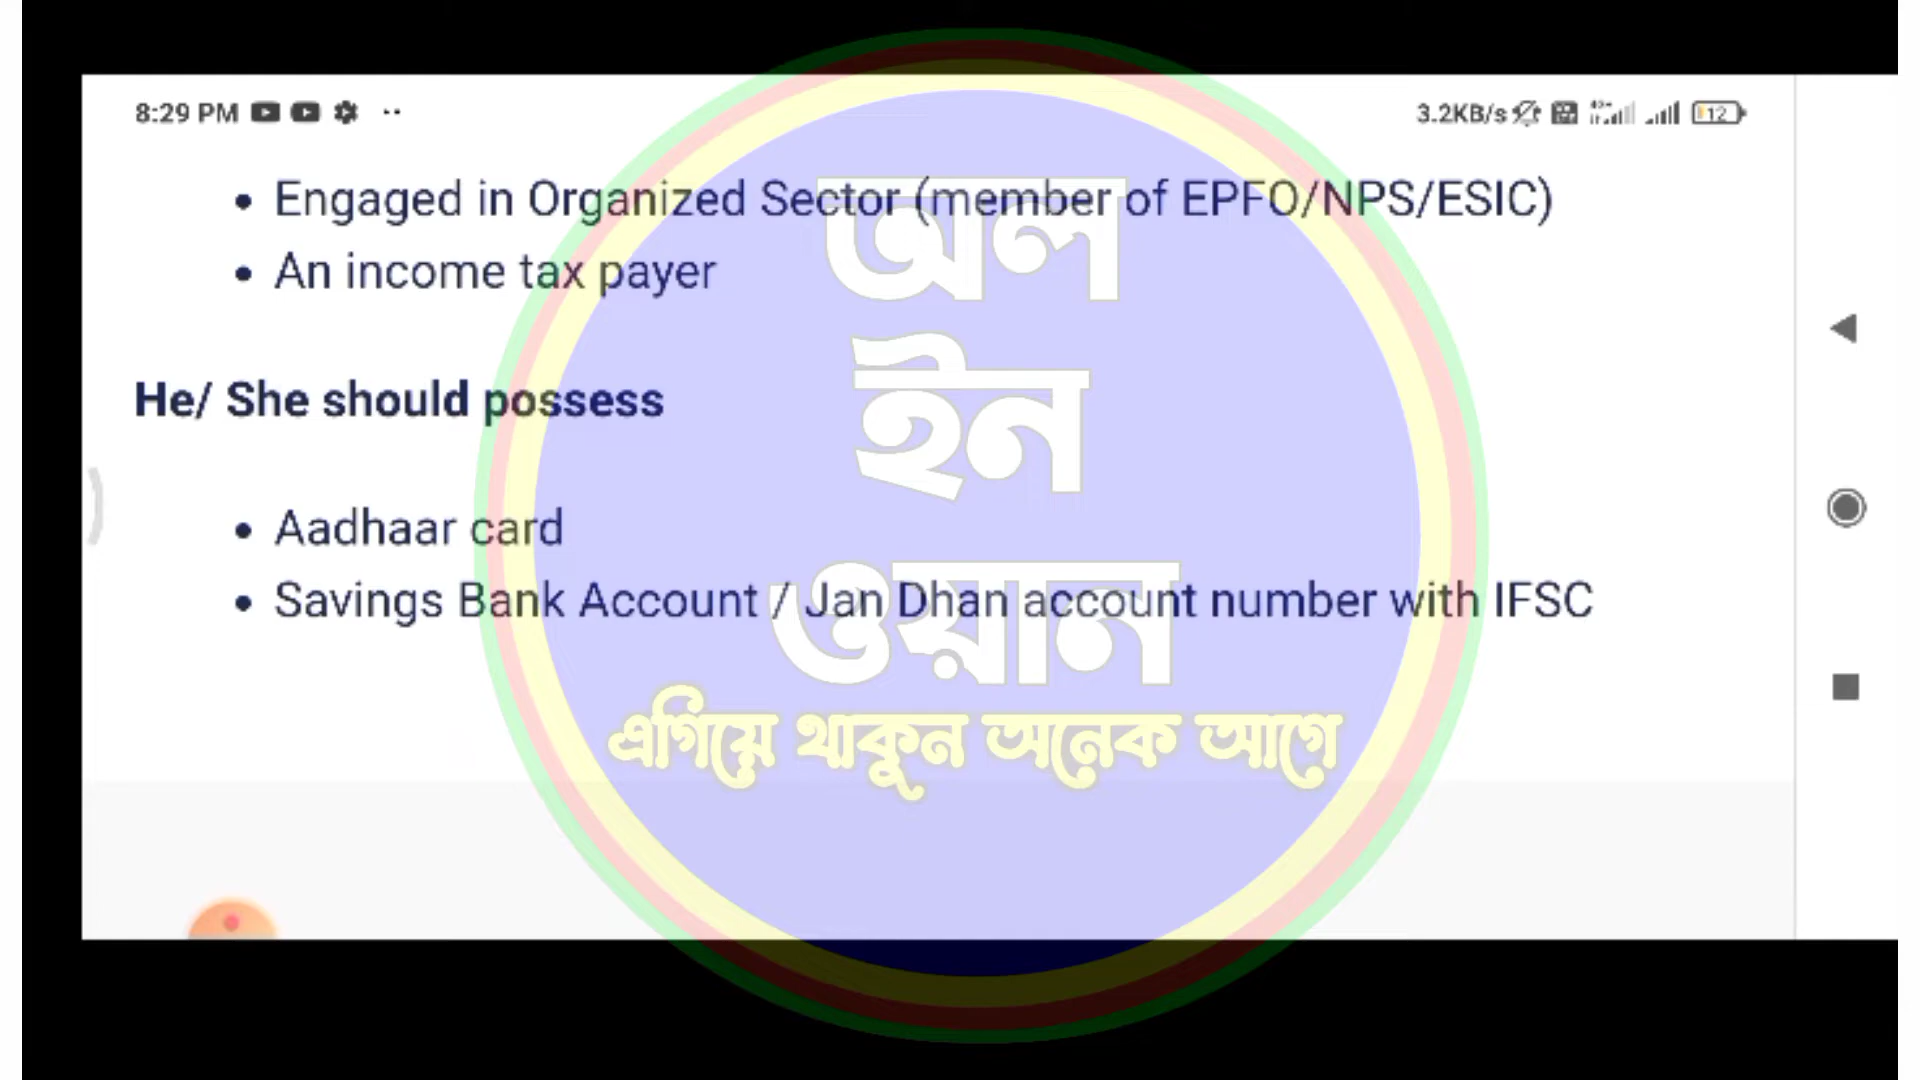 8:29 PM
3.2KB/s
12
• Engaged in Organized Sector (member of EPFO/NPS/ESIC)
• An income tax payer
He/ She should possess
• Aadhaar card
• Savings Bank Account / Jan Dhan account number with IFSC
অল
ইন
ওয়ান
এগিয়ে থাকুন অনেক আগে